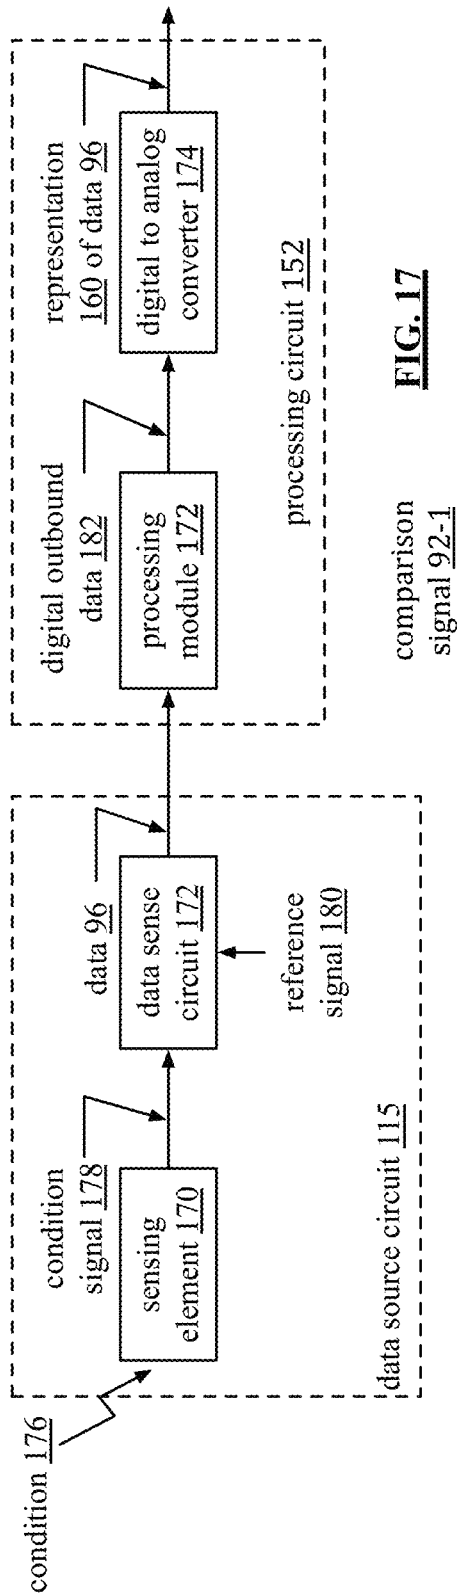 condition 176
condition
signal 178
sensing
element 170
data 96
data sense
circuit 172
reference
signal 180
data source circuit 115
digital outbound
data 182
processing
module 172
representation
160 of data 96
digital to analog
converter 174
processing circuit 152
comparison
signal 92-1
FIG. 17